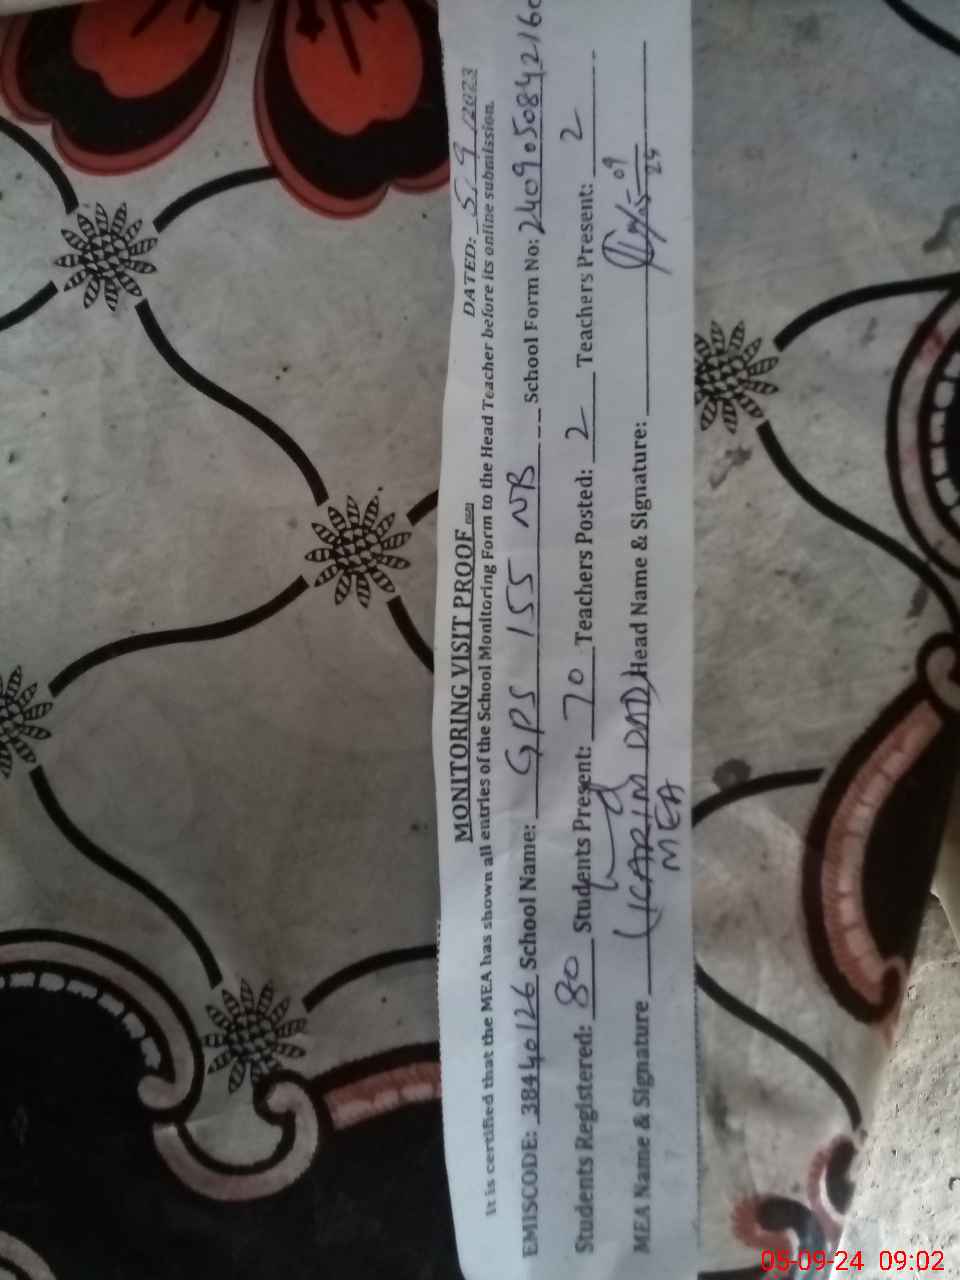 MONITORING VISIT PROOF
DATED: 5/9/2023
It is certified that the MEA has shown all entries of the School Monitoring Form to the Head Teacher before its online submission.
EMISCODE: 38440126 School Name: GPS 155 NB School Form No: 2409050842160
Students Registered: 80 Students Present: 70 Teachers Posted: 2 Teachers Present: 2
MEA Name & Signature (KARIM DAD) Head Name & Signature:
MEA
05-09-24 09:02